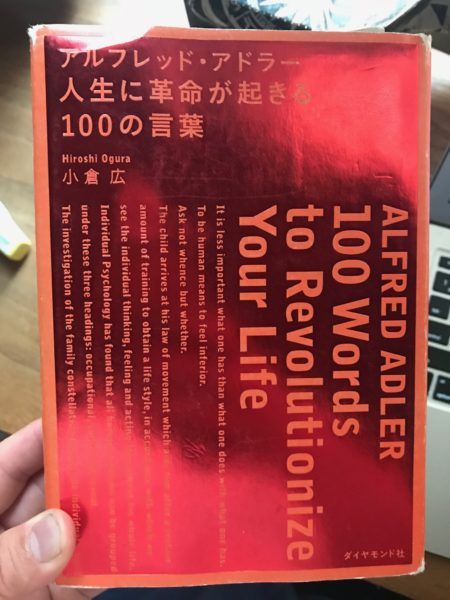 アルフレッド・アドラー
人生に革命が起きる
100の言葉
Hiroshi Ogura
小倉 広
ALFRED ADLER
100 Words
to Revolutionize
Your Life
It is less important what one has than what one does with what one has.
To be human means to feel inferior.
Ask not whence but whether.
The child arrives at his law of movement which
amount of training to obtain a life style, in
see the individual thinking, feeling and acting
Individual Psychology has found that all
under these three headings: occupational
The investigation of the family constellation
ダイヤモンド社